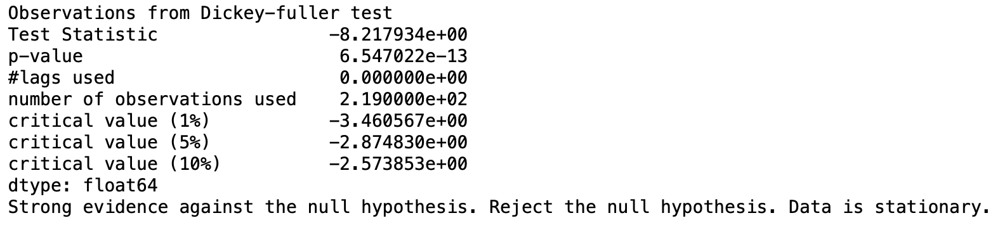 Observations from Dickey-fuller test
Test Statistic -8.217934e+00
p-value 6.547022e-13
#lags used 0.000000e+00
number of observations used 2.190000e+02
critical value (1%) -3.460567e+00
critical value (5%) -2.874830e+00
critical value (10%) -2.573853e+00
dtype: float64
Strong evidence against the null hypothesis. Reject the null hypothesis. Data is stationary.